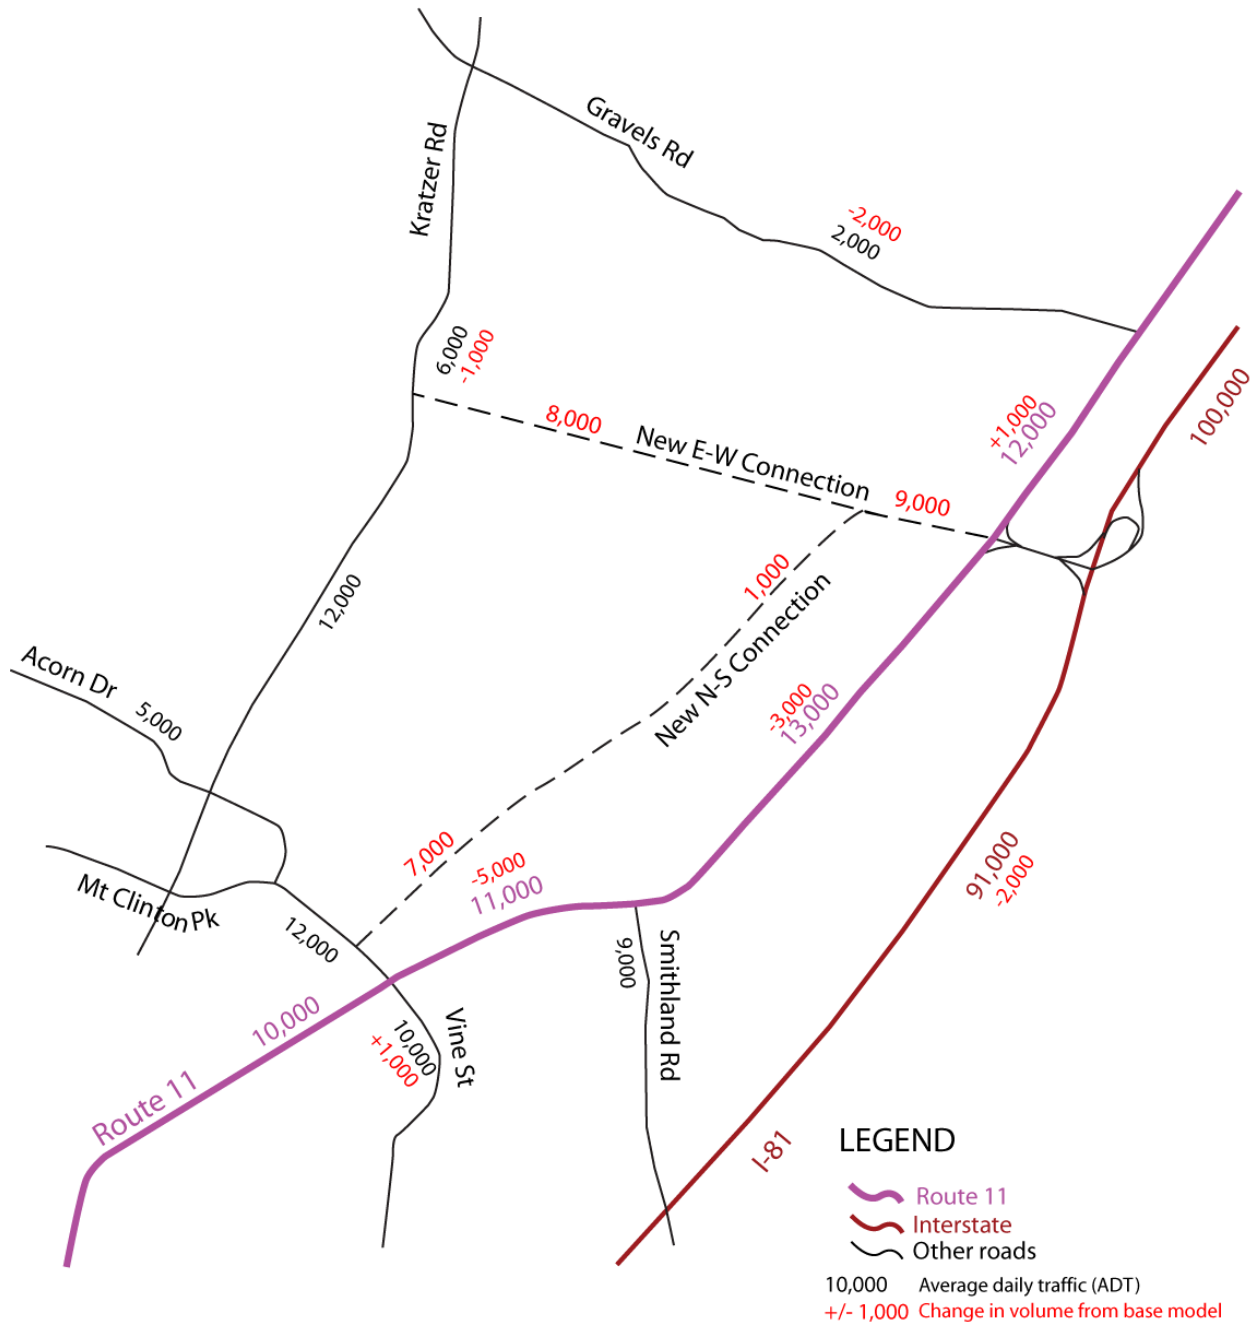 Gravels Rd
Kratzer Rd
-2,000
2,000
6,000
-1,000
100,000
+1,000
12,000
8,000
New E-W Connection
9,000
1,000
12,000
New N-S Connection
Acorn Dr
5,000
-3,000
13,000
7,000
-5,000
11,000
91,000
-2,000
Mt Clinton Pk
12,000
9,000
Smithland Rd
10,000
10,000
+1,000
Vine St
Route 11
I-81
LEGEND
Route 11
Interstate
Other roads
10,000 Average daily traffic (ADT)
+/- 1,000 Change in volume from base model